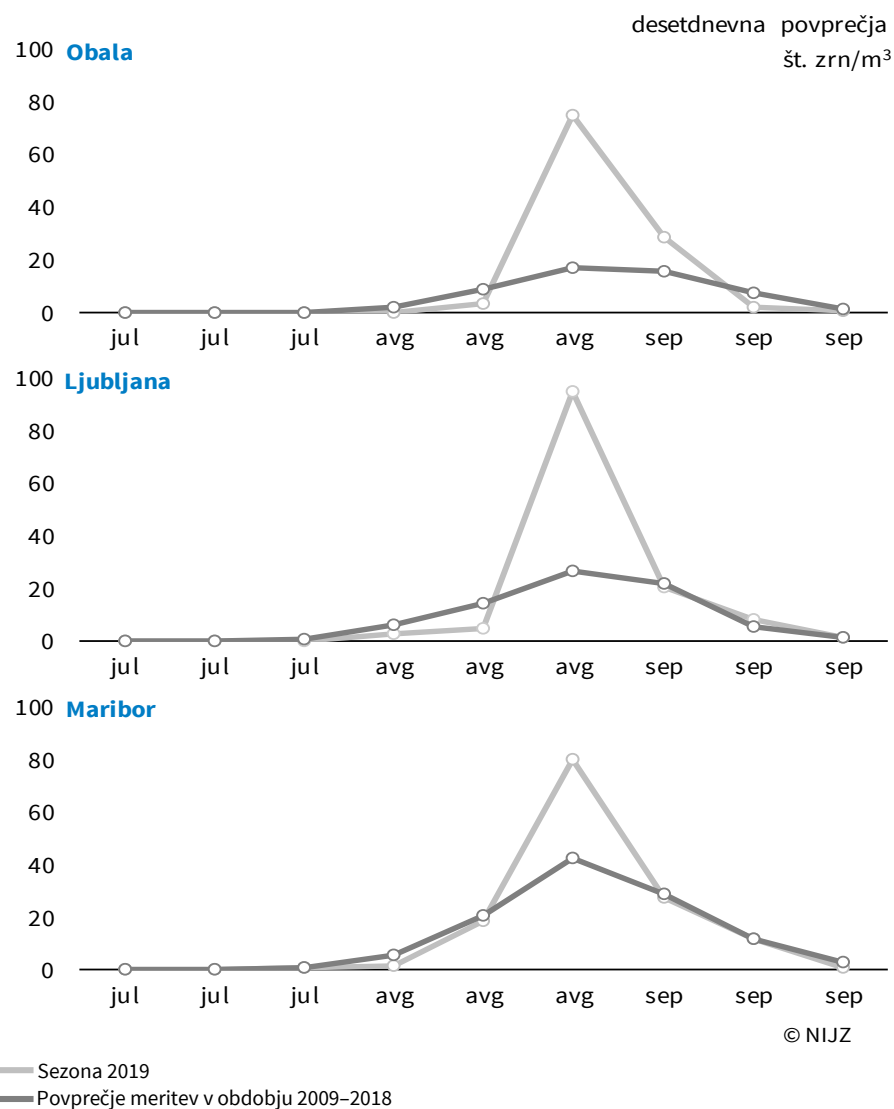 desetdnevna povprečja
št. zrn/m³
100 Obala
80
60
40
20
0
jul jul jul avg avg avg sep sep sep
100 Ljubljana
80
60
40
20
0
jul jul jul avg avg avg sep sep sep
100 Maribor
80
60
40
20
0
jul jul jul avg avg avg sep sep sep
© NIJZ
Sezona 2019
Povprečje meritev v obdobju 2009–2018